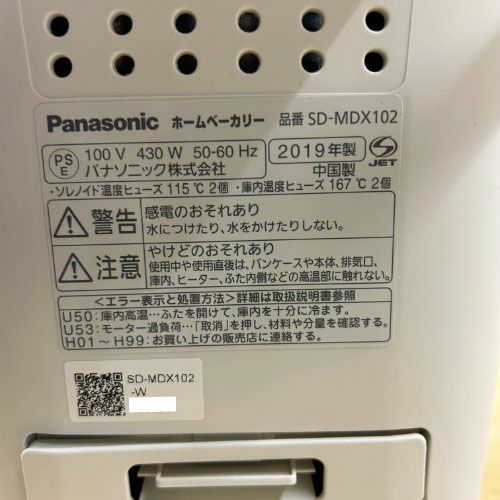 Panasonic ホームベーカリー 品番 SD-MDX102
PS E 100 V 430 W 50-60 Hz 2019年製 S JET
パナソニック株式会社 中国製
・ソレノイド温度ヒューズ 115℃ 2個 ・庫内温度ヒューズ 167℃ 2個
警告 感電のおそれあり
水につけたり、水をかけたりしない。
注意 やけどのおそれあり
使用中や使用直後は、パンケースや本体、排気口、
庫内、ヒーター、ふた内側などの高温部に触れない。
<エラー表示と処置方法>詳細は取扱説明書参照
U50:庫内高温…ふたを開けて、庫内を十分に冷ます。
U53:モーター過負荷…「取消」を押し、材料や分量を確認する。
H01〜H99:お買い上げの販売店に連絡する。
SD-MDX102
-W